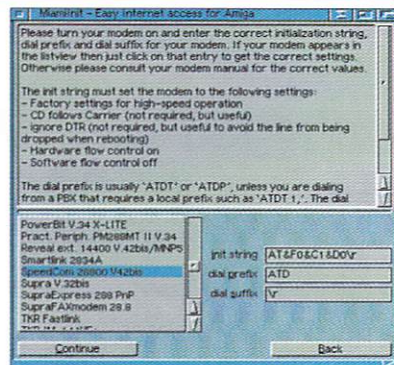 MiamiInit - Easy internet access for Amiga
Please turn your modem on and enter the correct initialization string,
dial prefix and dial suffix for your modem. If your modem appears
in the listview then just click on that entry to get the correct settings.
Otherwise please consult your modem manual for the correct values.
The init string must set the modem to the following settings:
- Factory settings for high-speed operation
- CD follows Carrier (not required, but useful)
- ignore DTR (not required, but useful to avoid the line from being
dropped when rebooting)
- Hardware flow control on
- Software flow control off
The dial prefix is usually 'ATDT' or 'ATDP', unless you are dialing
from a PBX that requires a local prefix such as 'ATDT 1,'. The dial
PowerBit V.34 X-LITE
Pract. Periph. PM288MT II V.34
Reveal ext. 14400 V.42bis/MNP5
Smartlink 2834A
SpeedCom 28800 V42bis
Supra V.32bis
SupraExpress 288 PnP
SupraFAXmodem 28.8
TKR Fastlink
init string AT&F0&C1&D0\r
dial prefix ATD
dial suffix \r
Continue
Back